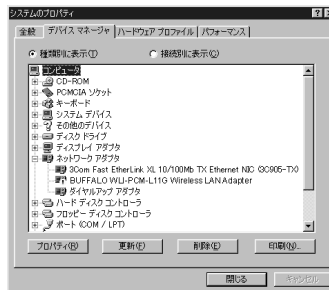 システムのプロパティ
全般 デバイス マネージャ ハードウェア プロファイル パフォーマンス
種類別に表示(T) 接続別に表示(C)
コンピュータ
CD-ROM
PCMCIA ソケット
キーボード
システム デバイス
その他のデバイス
ディスク ドライブ
ディスプレイ アダプタ
ネットワーク アダプタ
3Com Fast EtherLink XL 10/100Mb TX Ethernet NIC (3C905-TX)
BUFFALO WLI-PCM-L11G Wireless LAN Adapter
ダイヤルアップ アダプタ
ハード ディスク コントローラ
フロッピー ディスク コントローラ
ポート (COM / LPT)
プロパティ(R) 更新(F) 削除(E) 印刷(N)...
閉じる キャンセル